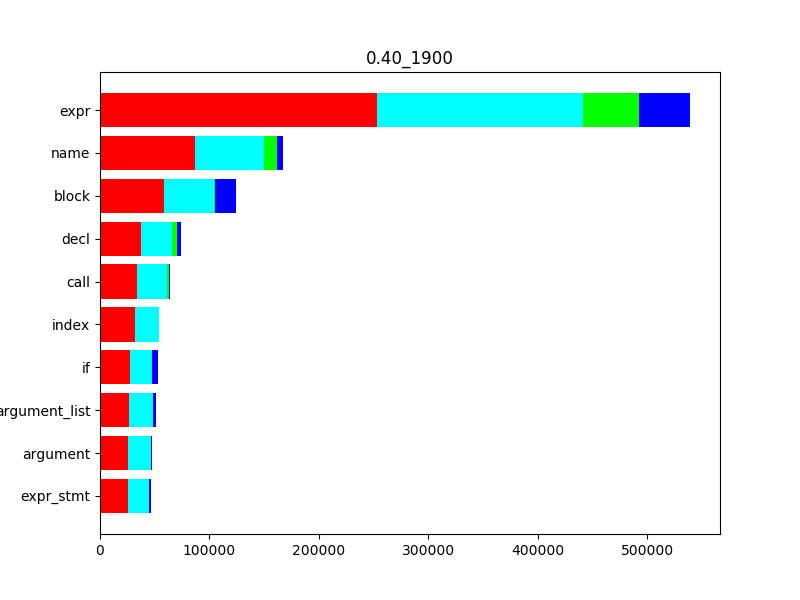 0.40_1900
expr
name
block
decl
call
index
if
argument_list
argument
expr_stmt
0 100000 200000 300000 400000 500000